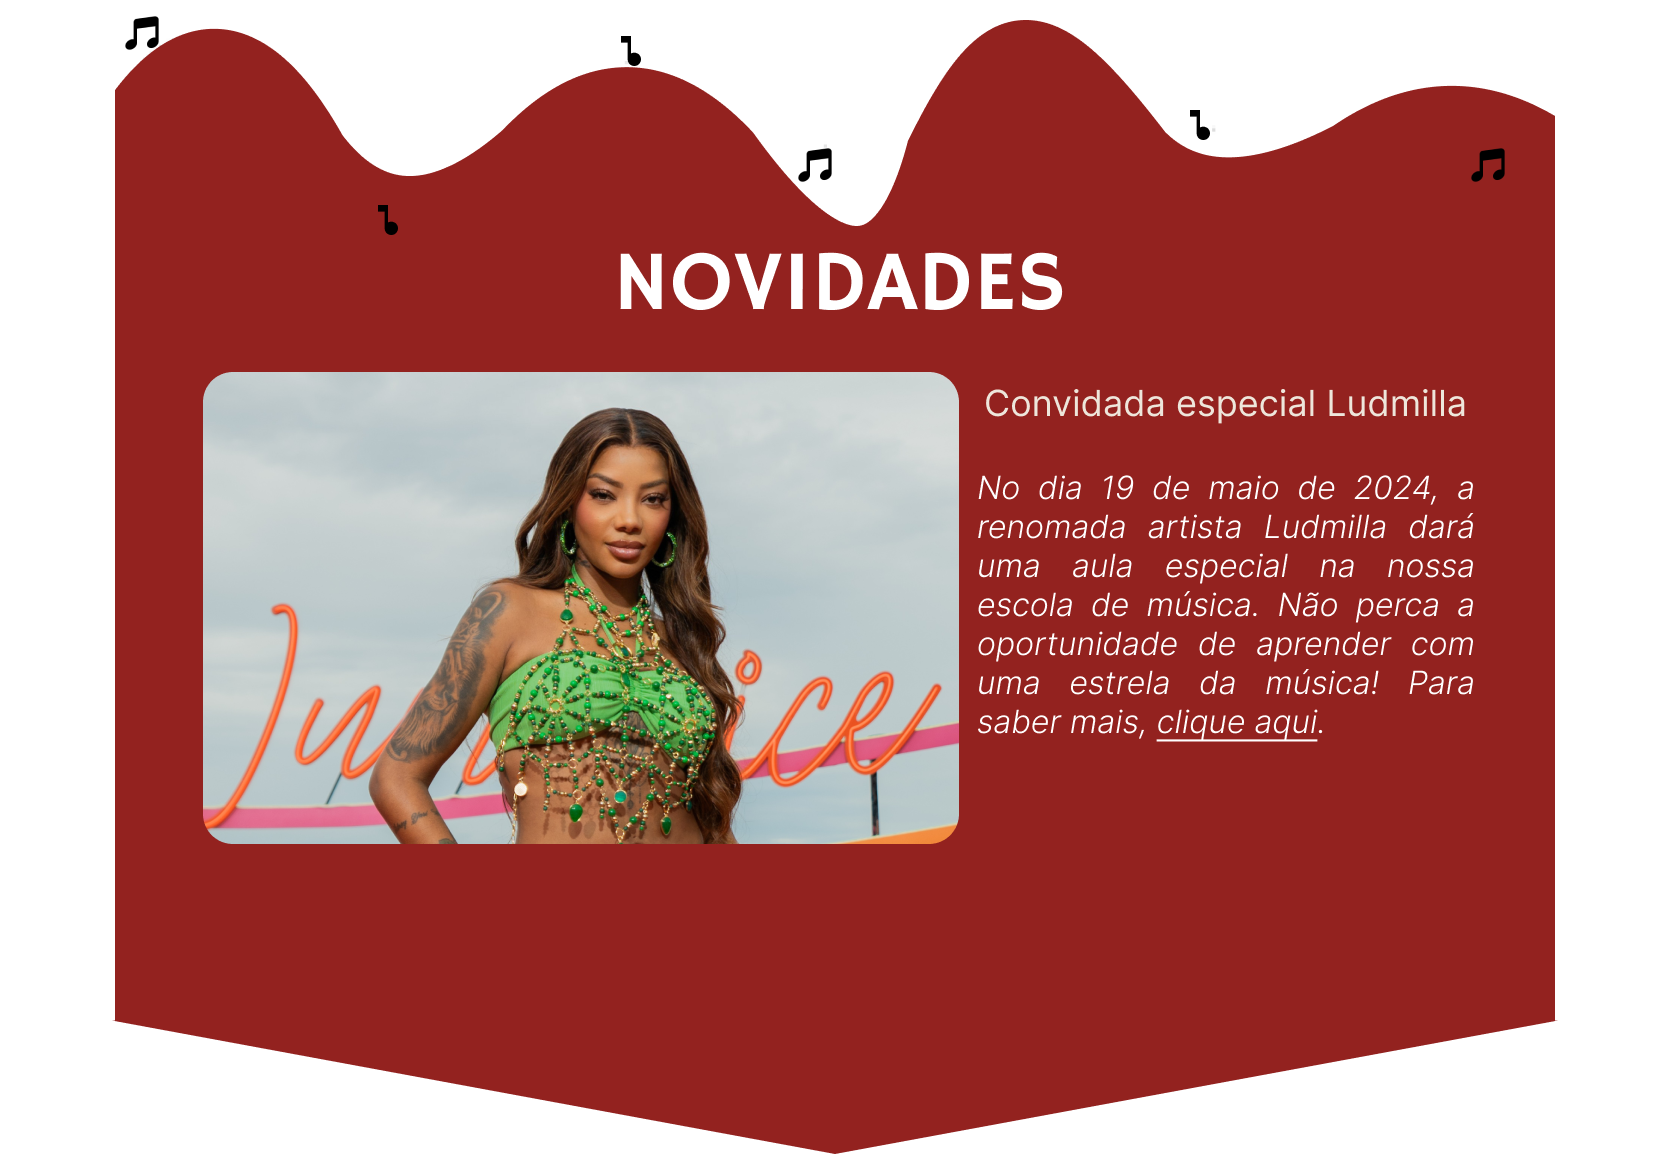 NOVIDADES
Convidada especial Ludmilla
No dia 19 de maio de 2024, a
renomada artista Ludmilla dará
uma aula especial na nossa
escola de música. Não perca a
oportunidade de aprender com
uma estrela da música! Para
saber mais, clique aqui.